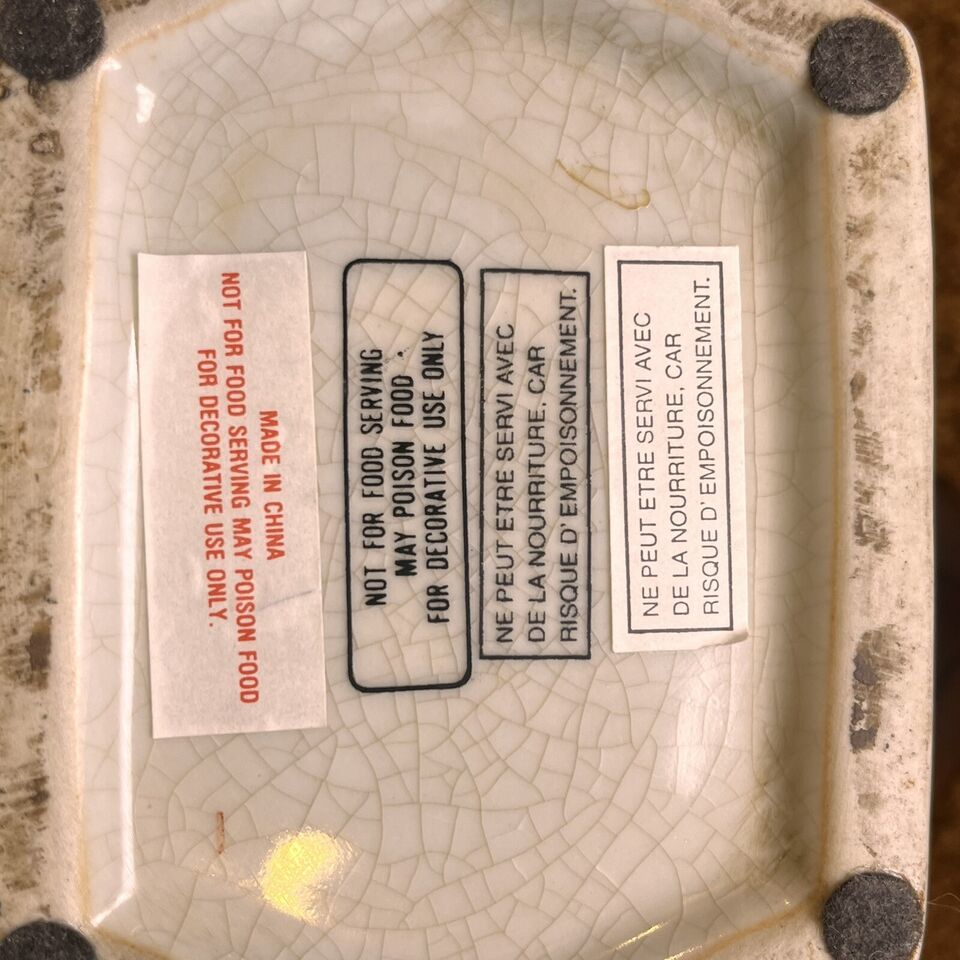 MADE IN CHINA
NOT FOR FOOD SERVING MAY POISON FOOD
FOR DECORATIVE USE ONLY.
NOT FOR FOOD SERVING
MAY POISON FOOD .
FOR DECORATIVE USE ONLY
NE PEUT ETRE SERVI AVEC
DE LA NOURRITURE, CAR
RISQUE D' EMPOISONNEMENT.
NE PEUT ETRE SERVI AVEC
DE LA NOURRITURE, CAR
RISQUE D' EMPOISONNEMENT.